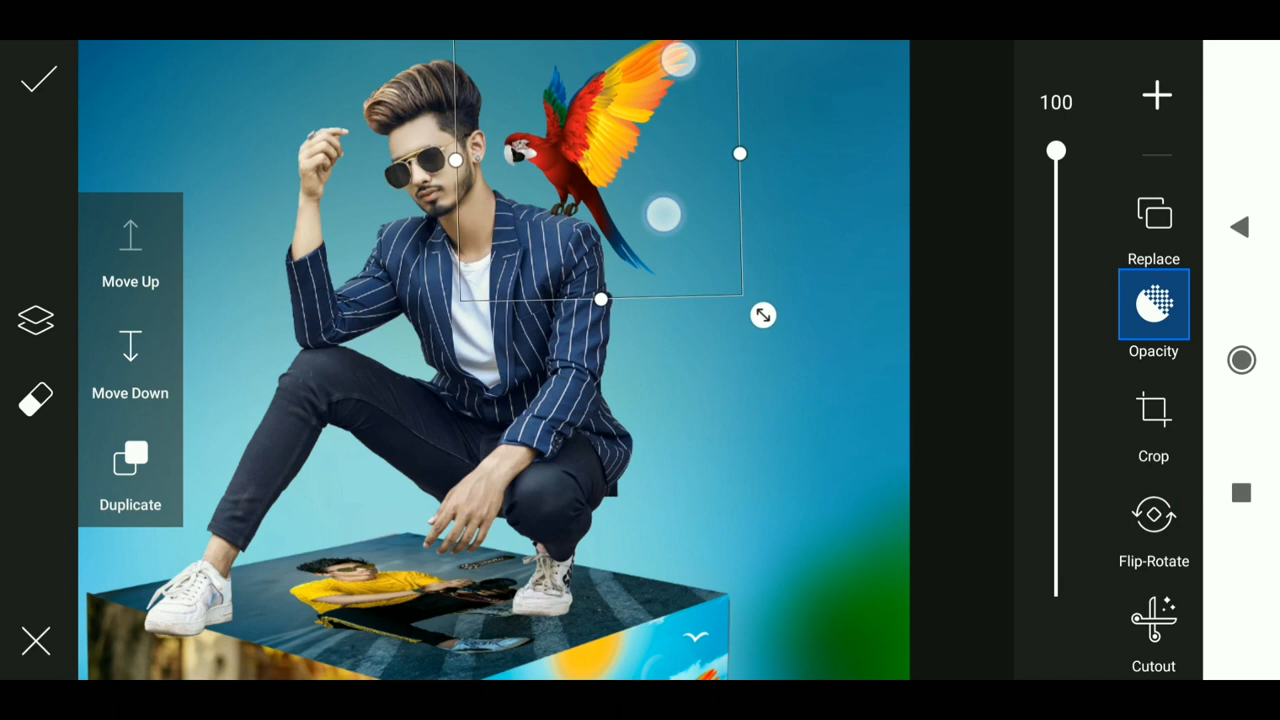 Move Up
Move Down
Duplicate
100
Replace
Opacity
Crop
Flip-Rotate
Cutout